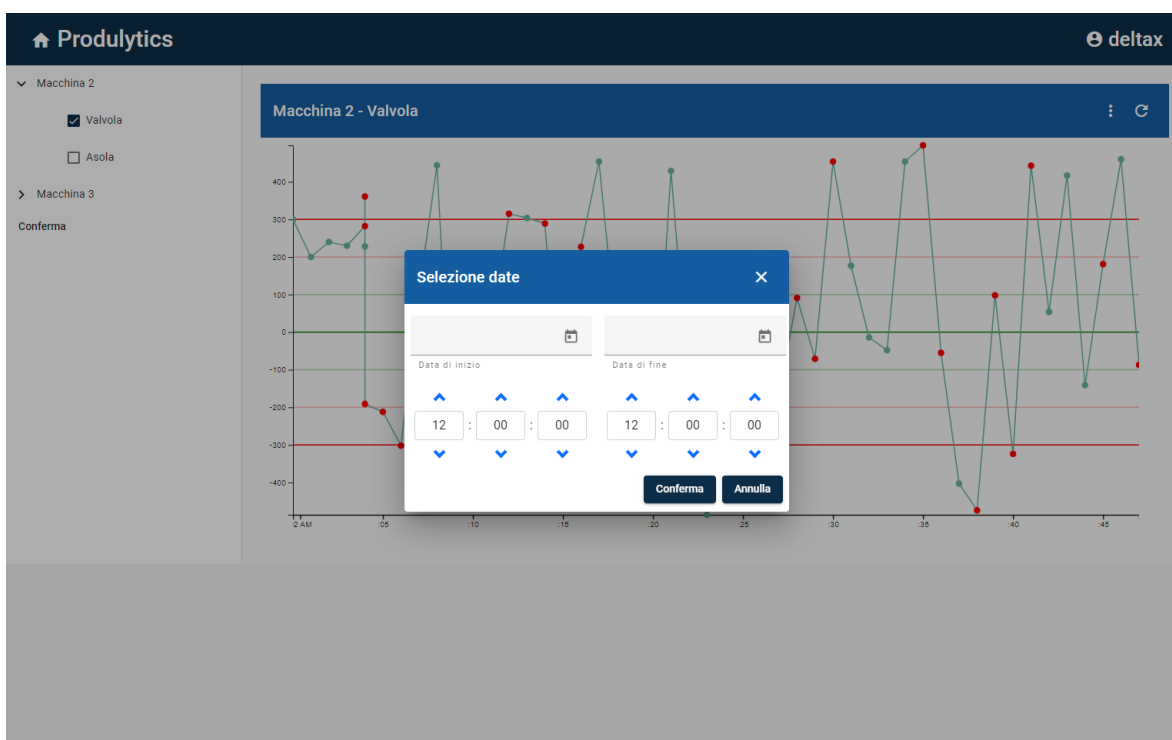 Produlytics
deltax
Macchina 2
Valvola
Asola
Macchina 3
Conferma
Macchina 2 - Valvola
400
300
200
100
0
-100
-200
-300
-400
2 AM :05 :10 :15 :20 :25 :30 :35 :40 :45
Selezione date
Data di inizio Data di fine
12 : 00 : 00 12 : 00 : 00
Conferma Annulla